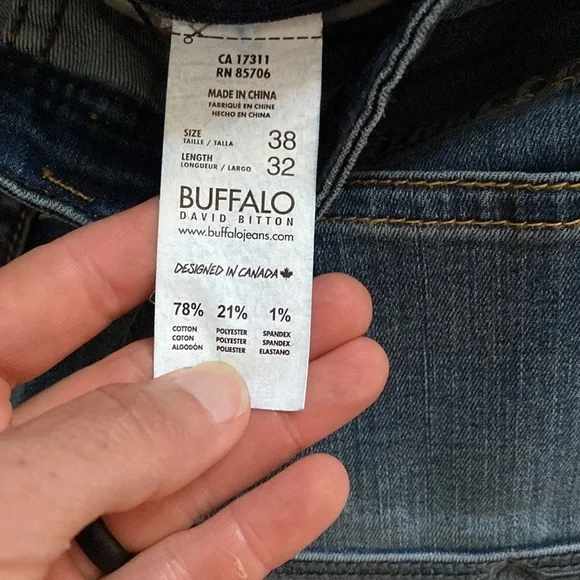 CA 17311
RN 85706
MADE IN CHINA
FABRIQUÉ EN CHINE
HECHO EN CHINA
SIZE
TAILLE / TALLA
38
LENGTH
LONGUEUR / LARGO
32
BUFFALO
DAVID BITTON
www.buffalojeans.com
DESIGNED IN CANADA
78% 21% 1%
COTTON POLYESTER SPANDEX
COTON POLYESTER SPANDEX
ALGODÓN POLIESTER ELASTANO